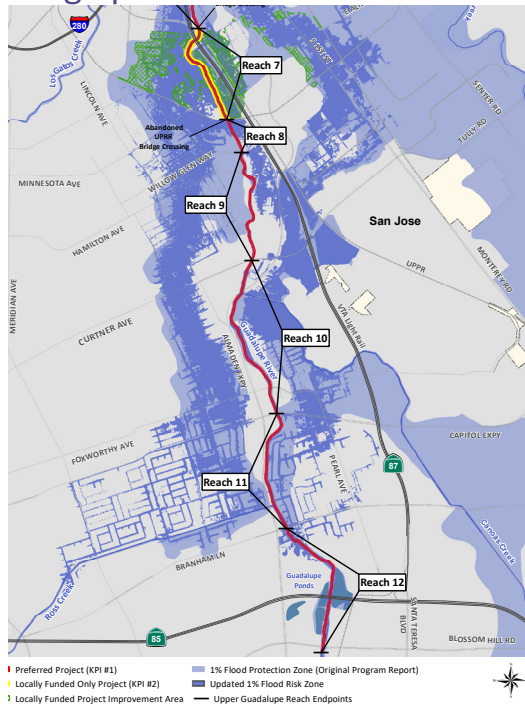 280
Los Gatos Creek
LINCOLN AVE
Reach 7
SENTER RD
TULLY RD
Abandoned
UPRR
Bridge Crossing
Reach 8
WILLOW GLEN WAY
MINNESOTA AVE
Reach 9
San Jose
HAMILTON AVE
UPRR
MONTEREY RD
MERIDIAN AVE
VTA Light Rail
CURTNER AVE
ALMADEN EXPY
Guadalupe River
Reach 10
CAPITOL EXPY
FOXWORTHY AVE
87
PEARL AVE
Reach 11
Canoas Creek
BRANHAM LN
Guadalupe
Ponds
Reach 12
Ross Creek
SANTA TERESA
BLVD
85
BLOSSOM HILL RD
Preferred Project (KPI #1)
1% Flood Protection Zone (Original Program Report)
Locally Funded Only Project (KPI #2)
Updated 1% Flood Risk Zone
Locally Funded Project Improvement Area
Upper Guadalupe Reach Endpoints